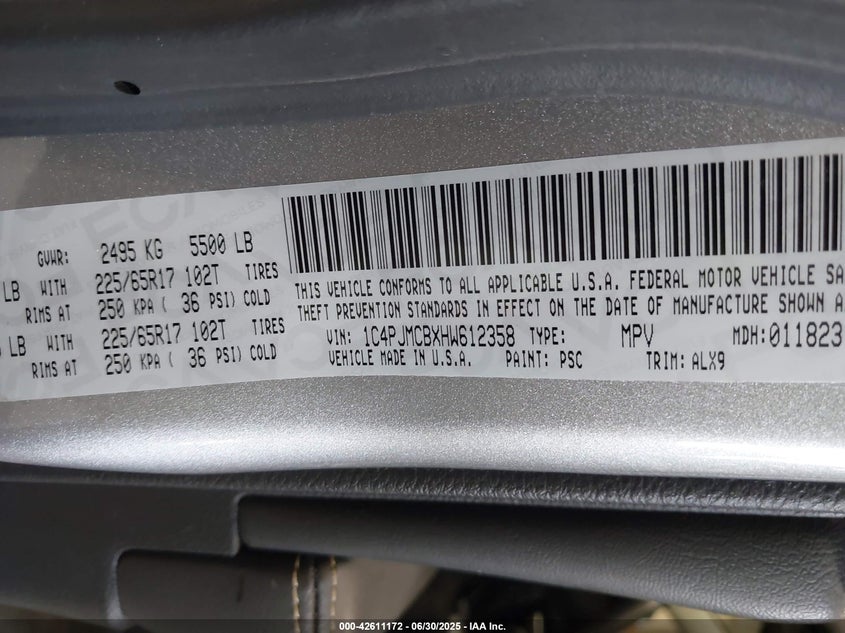 GVWR: 2495 KG 5500 LB
LB WITH 225/65R17 102T TIRES
RIMS AT 250 KPA ( 36 PSI) COLD
LB WITH 225/65R17 102T TIRES
RIMS AT 250 KPA ( 36 PSI) COLD
THIS VEHICLE CONFORMS TO ALL APPLICABLE U.S.A. FEDERAL MOTOR VEHICLE SA
THEFT PREVENTION STANDARDS IN EFFECT ON THE DATE OF MANUFACTURE SHOWN A
VIN: 1C4PJMCBXHW612358 TYPE: MPV MDH:011823
VEHICLE MADE IN U.S.A. PAINT: PSC TRIM: ALX9
000-42611172 - 06/30/2025 - IAA Inc.